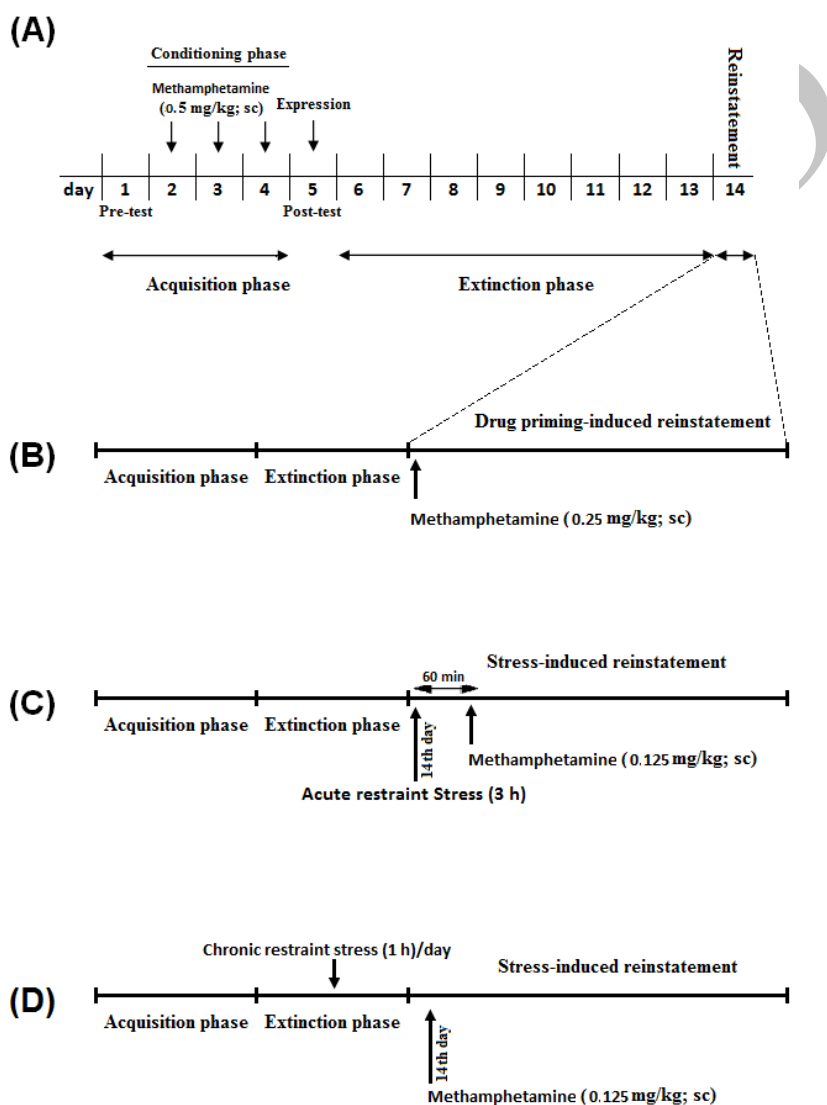 (A)
Conditioning phase
Methamphetamine
(0.5 mg/kg; sc)
Expression
Reinstatement
day 1 2 3 4 5 6 7 8 9 10 11 12 13 14
Pre-test Post-test
Acquisition phase Extinction phase
Drug priming-induced reinstatement
(B)
Acquisition phase Extinction phase
Methamphetamine (0.25 mg/kg; sc)
Stress-induced reinstatement
60 min
(C)
Acquisition phase Extinction phase
14th day
Methamphetamine (0.125 mg/kg; sc)
Acute restraint Stress (3 h)
Chronic restraint stress (1 h)/day
Stress-induced reinstatement
(D)
Acquisition phase Extinction phase
14th day
Methamphetamine (0.125 mg/kg; sc)